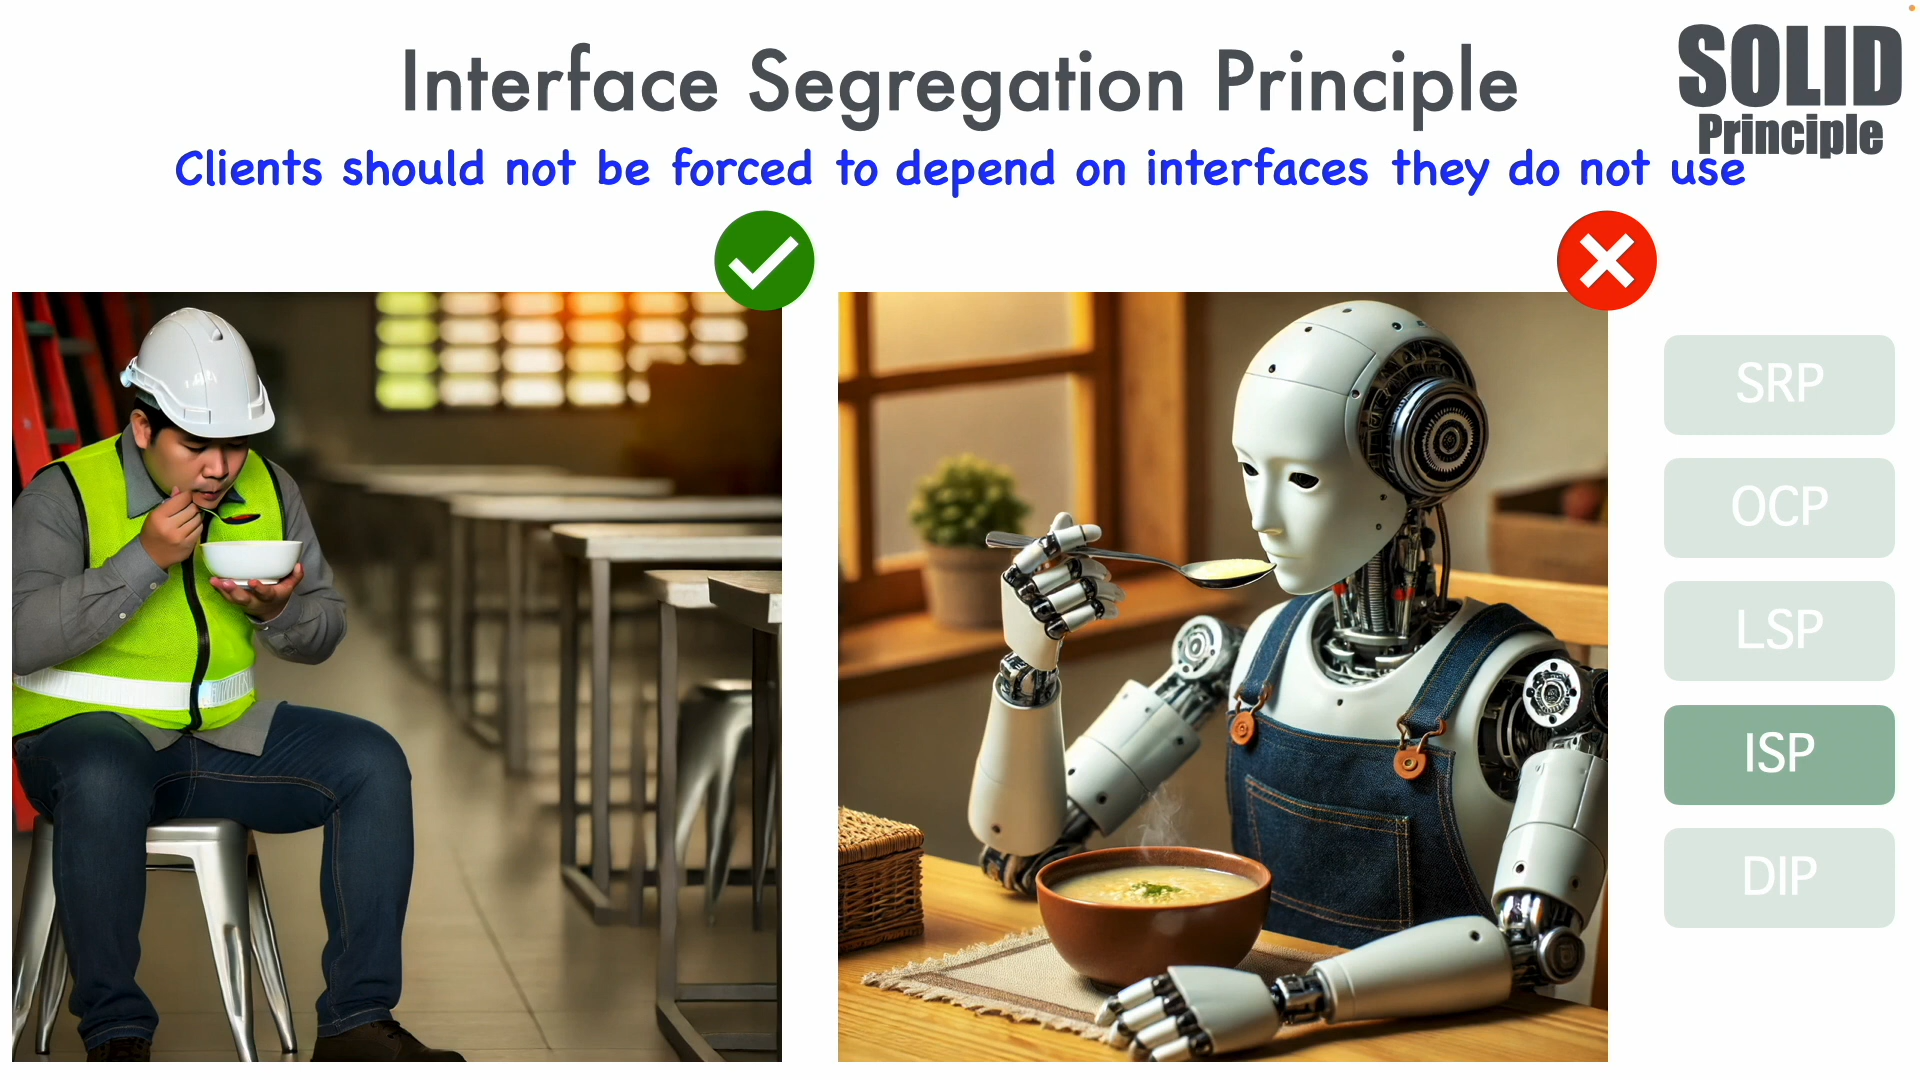 Interface Segregation Principle
SOLID
Principle
Clients should not be forced to depend on interfaces they do not use
SRP
OCP
LSP
ISP
DIP